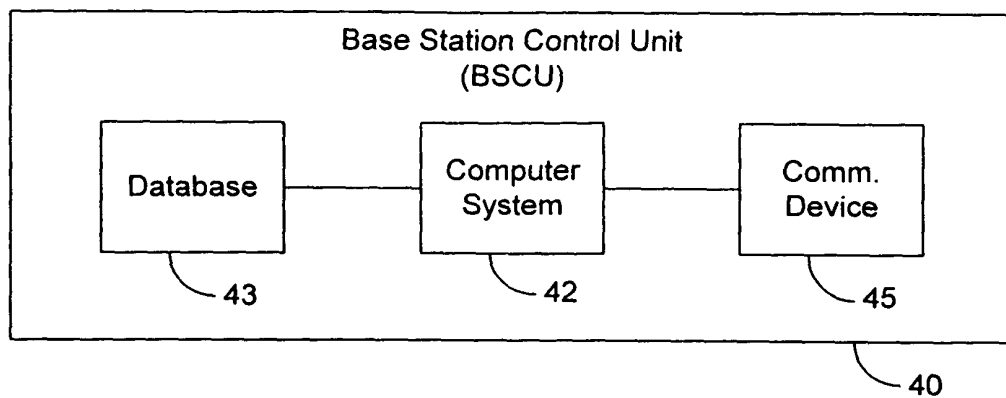 Base Station Control Unit
(BSCU)
Database
Computer
System
Comm.
Device
43
42
45
40